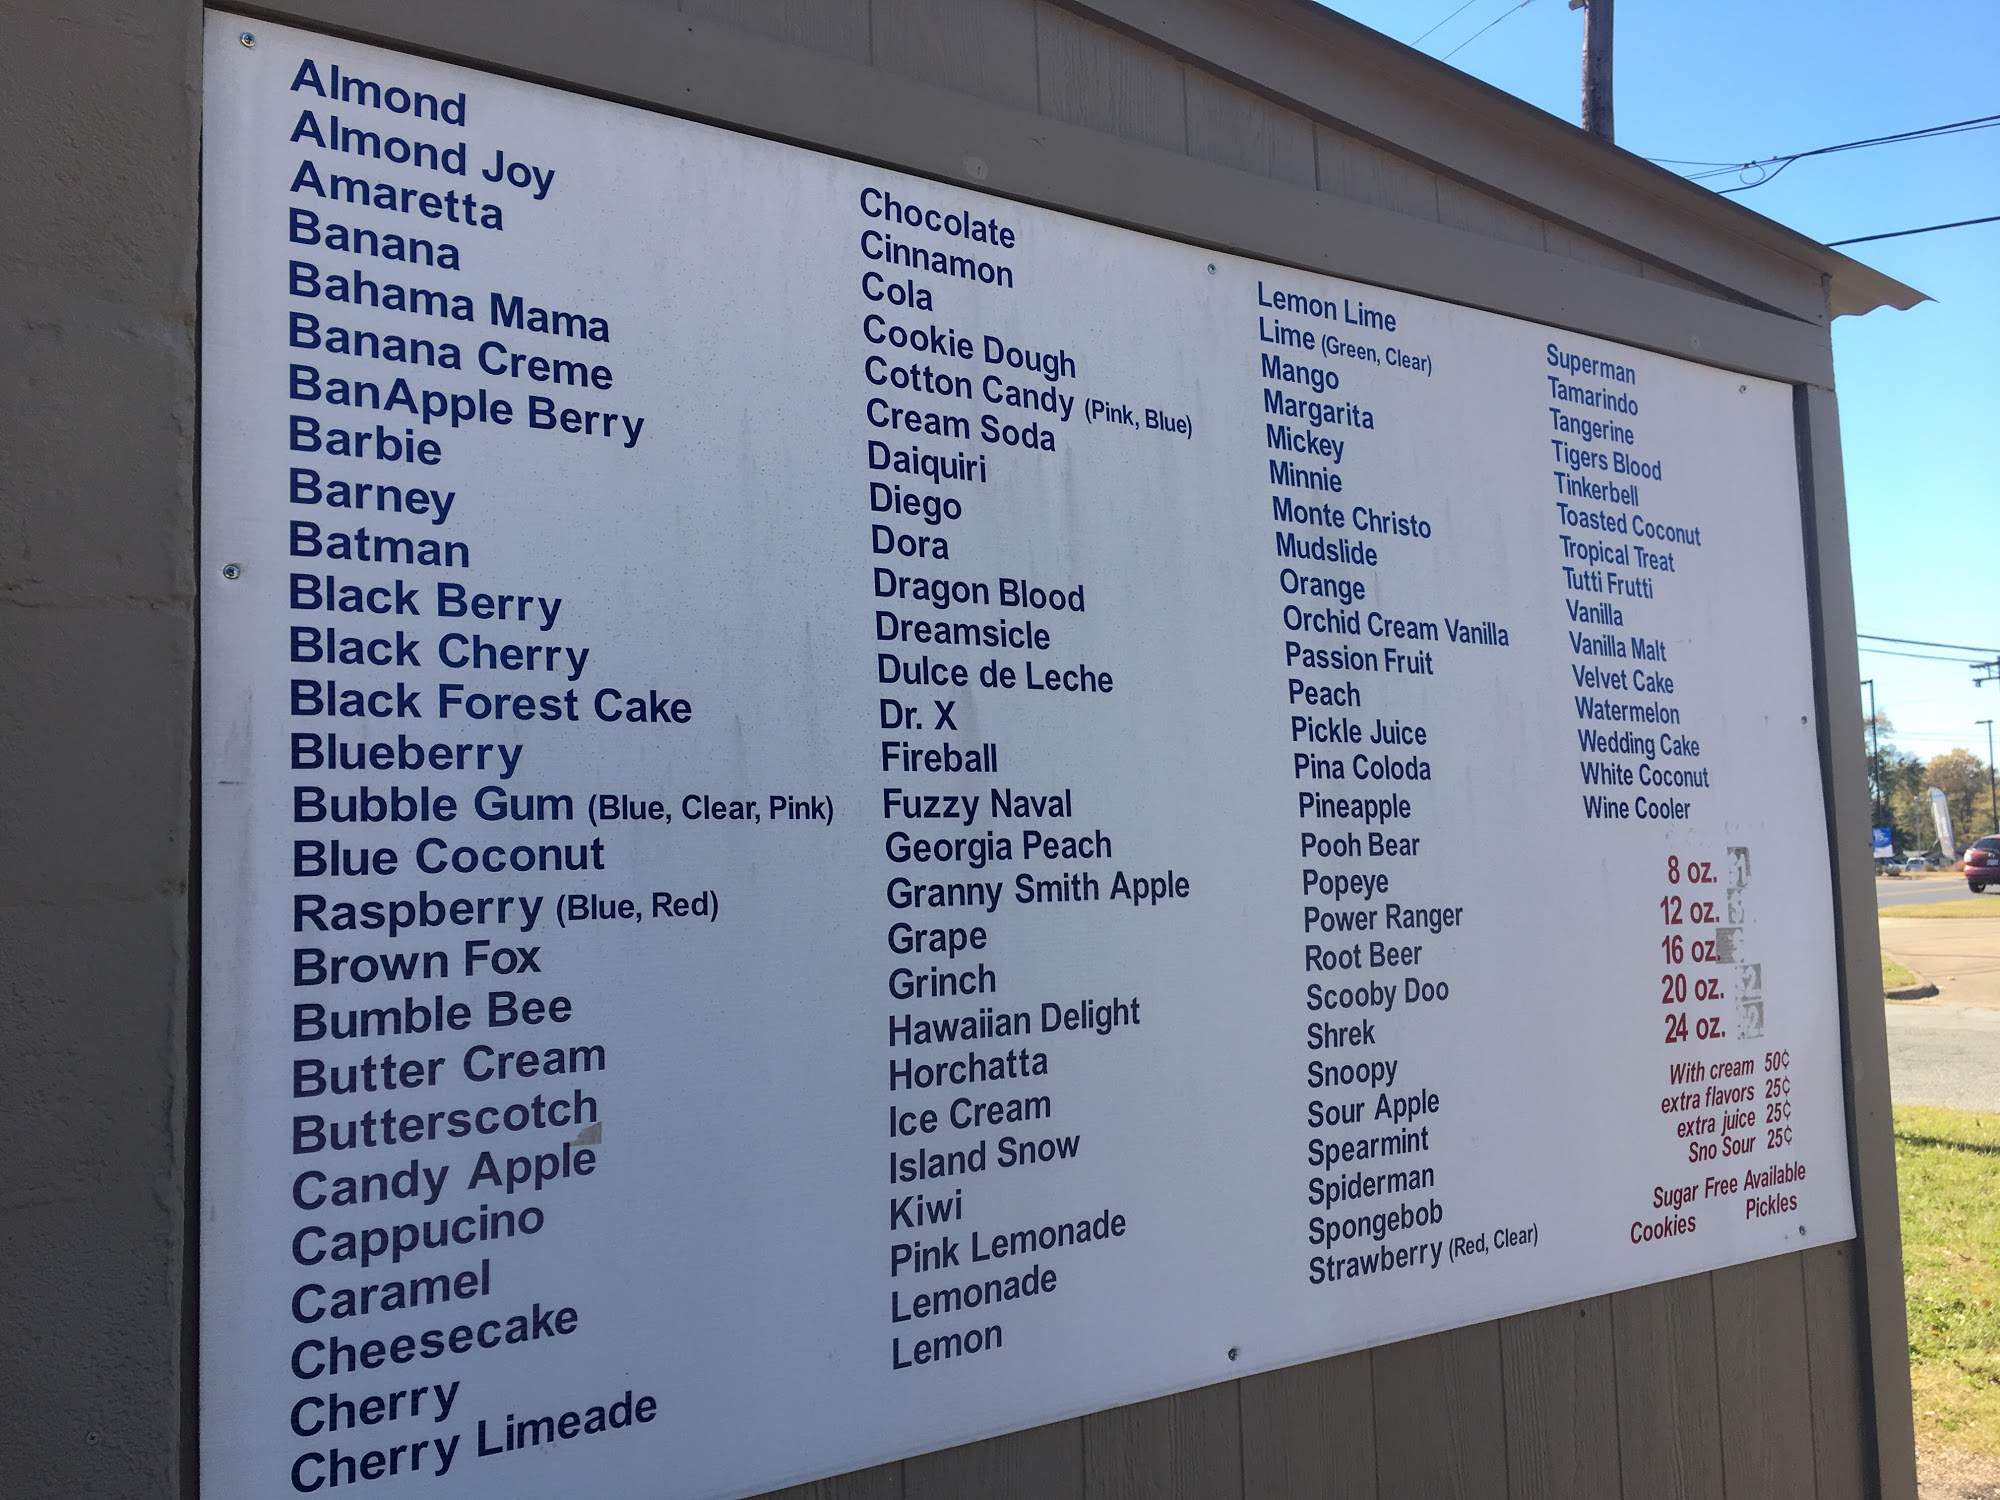 Almond
Almond Joy
Amaretta
Banana
Bahama Mama
Banana Creme
BanApple Berry
Barbie
Barney
Batman
Black Berry
Black Cherry
Black Forest Cake
Blueberry
Bubble Gum (Blue, Clear, Pink)
Blue Coconut
Raspberry (Blue, Red)
Brown Fox
Bumble Bee
Butter Cream
Butterscotch
Candy Apple
Cappucino
Caramel
Cheesecake
Cherry
Cherry Limeade
Chocolate
Cinnamon
Cola
Cookie Dough
Cotton Candy (Pink, Blue)
Cream Soda
Daiquiri
Diego
Dora
Dragon Blood
Dreamsicle
Dulce de Leche
Dr. X
Fireball
Fuzzy Naval
Georgia Peach
Granny Smith Apple
Grape
Grinch
Hawaiian Delight
Horchatta
Ice Cream
Island Snow
Kiwi
Pink Lemonade
Lemonade
Lemon
Lemon Lime
Lime (Green, Clear)
Mango
Margarita
Mickey
Minnie
Monte Christo
Mudslide
Orange
Orchid Cream Vanilla
Passion Fruit
Peach
Pickle Juice
Pina Coloda
Pineapple
Pooh Bear
Popeye
Power Ranger
Root Beer
Scooby Doo
Shrek
Snoopy
Sour Apple
Spearmint
Spiderman
Spongebob
Strawberry (Red, Clear)
Superman
Tamarindo
Tangerine
Tigers Blood
Tinkerbell
Toasted Coconut
Tropical Treat
Tutti Frutti
Vanilla
Vanilla Malt
Velvet Cake
Watermelon
Wedding Cake
White Coconut
Wine Cooler
8 oz.
12 oz.
16 oz.
20 oz.
24 oz.
With cream 50¢
extra flavors 25¢
extra juice 25¢
Sno Sour 25¢
Sugar Free Available
Cookies Pickles